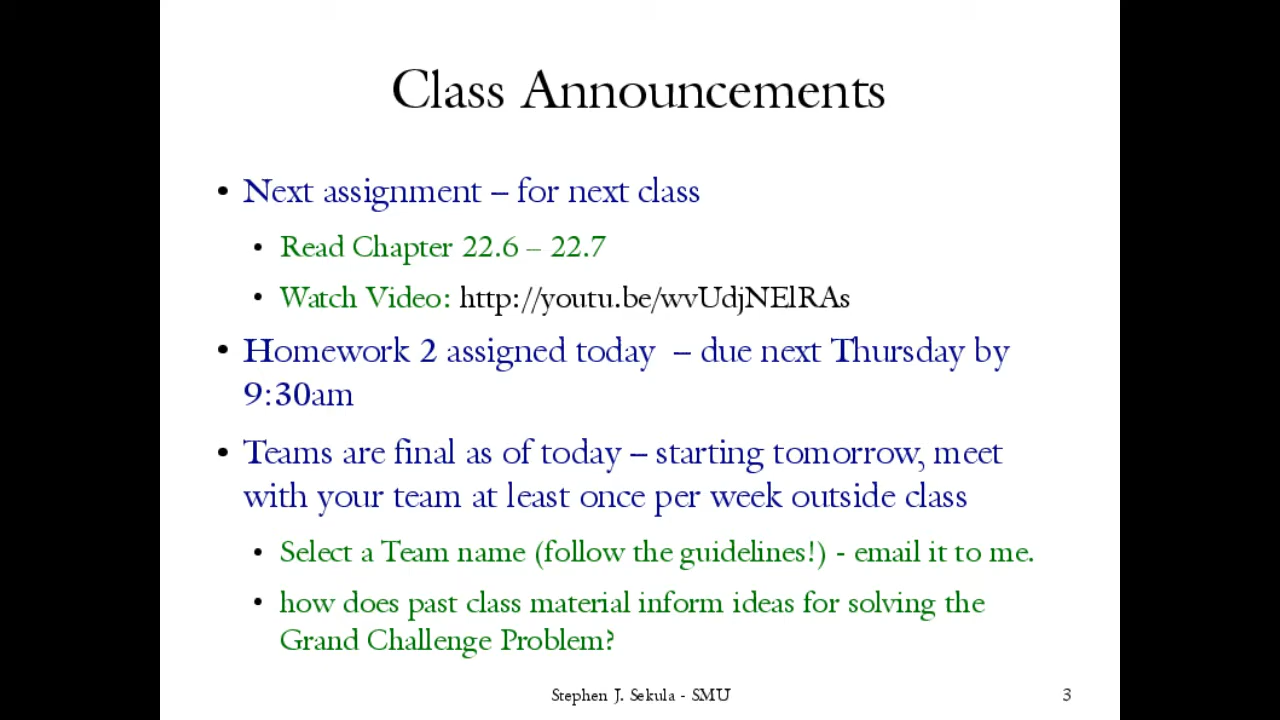 Class Announcements
• Next assignment – for next class
• Read Chapter 22.6 – 22.7
• Watch Video: http://youtu.be/wvUdjNElRAs
• Homework 2 assigned today – due next Thursday by
9:30am
• Teams are final as of today – starting tomorrow, meet
with your team at least once per week outside class
• Select a Team name (follow the guidelines!) - email it to me.
• how does past class material inform ideas for solving the
Grand Challenge Problem?
Stephen J. Sekula - SMU
3